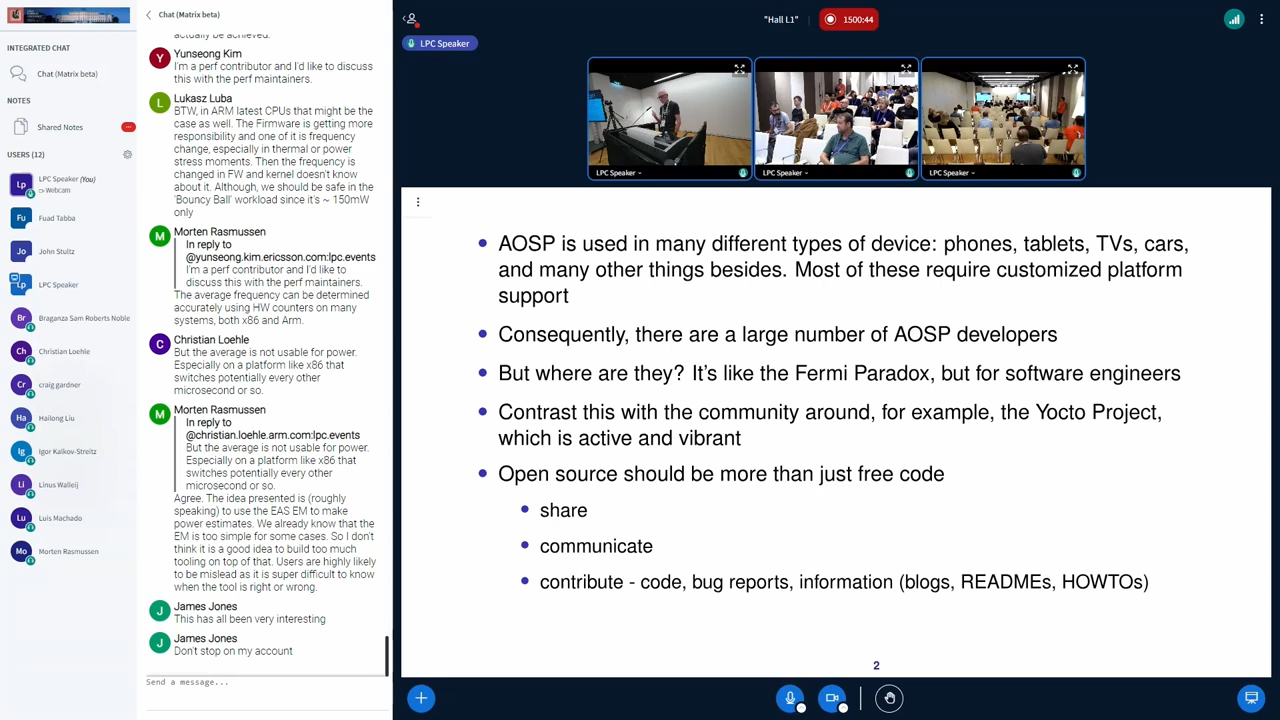 INTEGRATED CHAT
Chat (Matrix beta)
NOTES
Shared Notes
USERS (12)
Lp
LPC Speaker (You)
Webcam
Fu
Fuad Tabba
Jo
John Stultz
Lp
LPC Speaker
Br
Braganza Sam Roberts Noble
Ch
Christian Loehle
Cr
craig gardner
Ha
Hailong Liu
Ig
Igor Kalkov-Streitz
Li
Linus Walleij
Lu
Luis Machado
Mo
Morten Rasmussen
Chat (Matrix beta)
actually be achieved.
Y
Yunseong Kim
I'm a perf contributor and I'd like to discuss
this with the perf maintainers.
L
Lukasz Luba
BTW, in ARM latest CPUs that might be the
case as well. The Firmware is getting more
responsibility and one of it is frequency
change, especially in thermal or power
stress moments. Then the frequency is
changed in FW and kernel doesn't know
about it. Although, we should be safe in the
'Bouncy Ball' workload since it's ~ 150mW
only
M
Morten Rasmussen
In reply to
@yunseong.kim.ericsson.com:lpc.events
I'm a perf contributor and I'd like to
discuss this with the perf maintainers.
The average frequency can be determined
accurately using HW counters on many
systems, both x86 and Arm.
C
Christian Loehle
But the average is not usable for power.
Especially on a platform like x86 that
switches potentially every other
microsecond or so.
M
Morten Rasmussen
In reply to
@christian.loehle.arm.com:lpc.events
But the average is not usable for power.
Especially on a platform like x86 that
switches potentially every other
microsecond or so.
Agree. The idea presented is (roughly
speaking) to use the EAS EM to make
power estimates. We already know that the
EM is too simple for some cases. So I don't
think it is a good idea to build too much
tooling on top of that. Users are highly likely
to be mislead as it is super difficult to know
when the tool is right or wrong.
J
James Jones
This has all been very interesting
J
James Jones
Don't stop on my account
Send a message...
"Hall L1"
1500:44
LPC Speaker
LPC Speaker
LPC Speaker
LPC Speaker
• AOSP is used in many different types of device: phones, tablets, TVs, cars,
and many other things besides. Most of these require customized platform
support
• Consequently, there are a large number of AOSP developers
• But where are they? It's like the Fermi Paradox, but for software engineers
• Contrast this with the community around, for example, the Yocto Project,
which is active and vibrant
• Open source should be more than just free code
• share
• communicate
• contribute - code, bug reports, information (blogs, READMEs, HOWTOs)
2